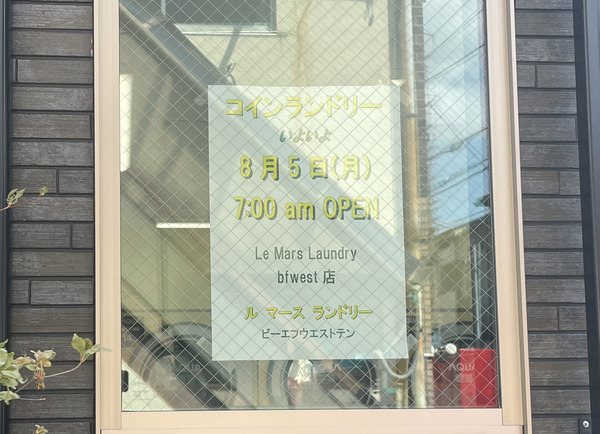 コインランドリー
いよいよ
8月5日(月)
7:00 am OPEN
Le Mars Laundry
bfwest 店
ル マース ランドリー
ビーエフウエストテン
AQUA
AQUA